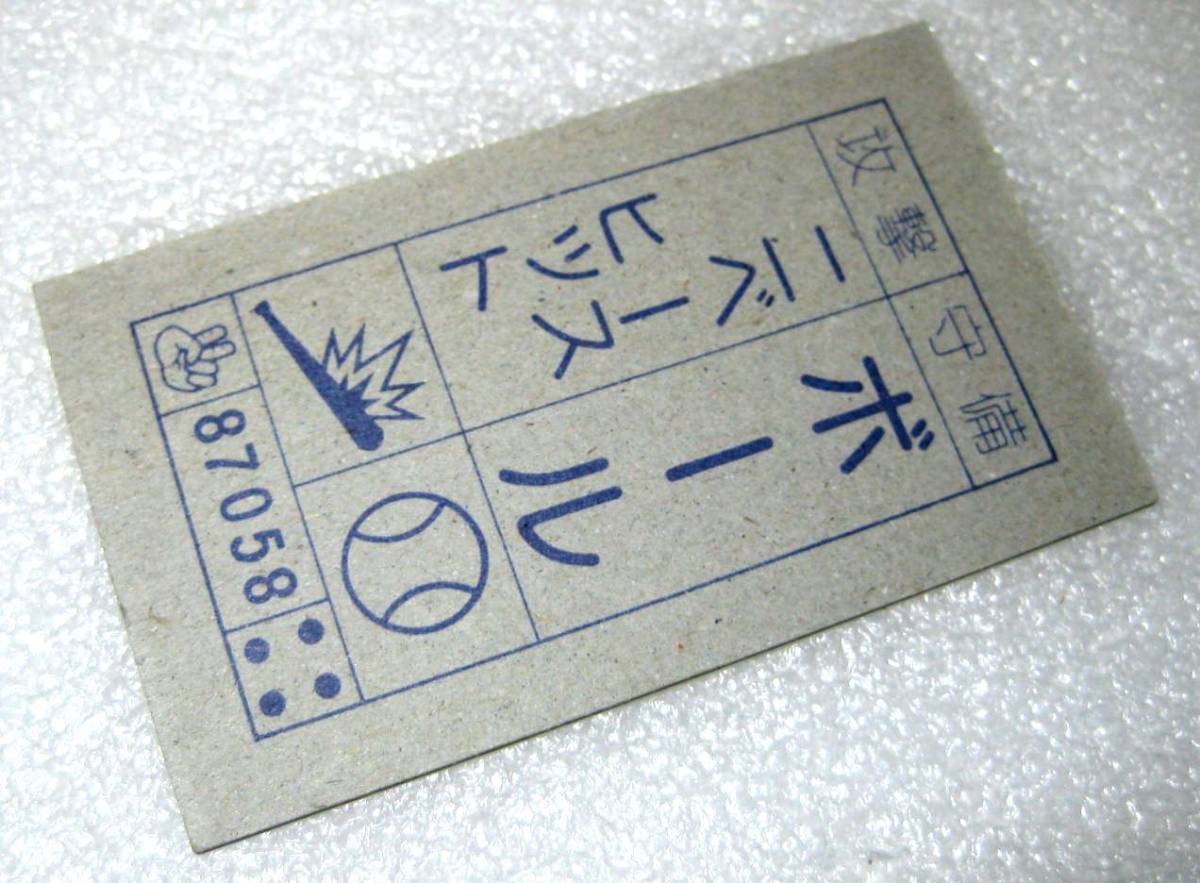 攻撃
守備
二ベース
ヒット
ボール
87058